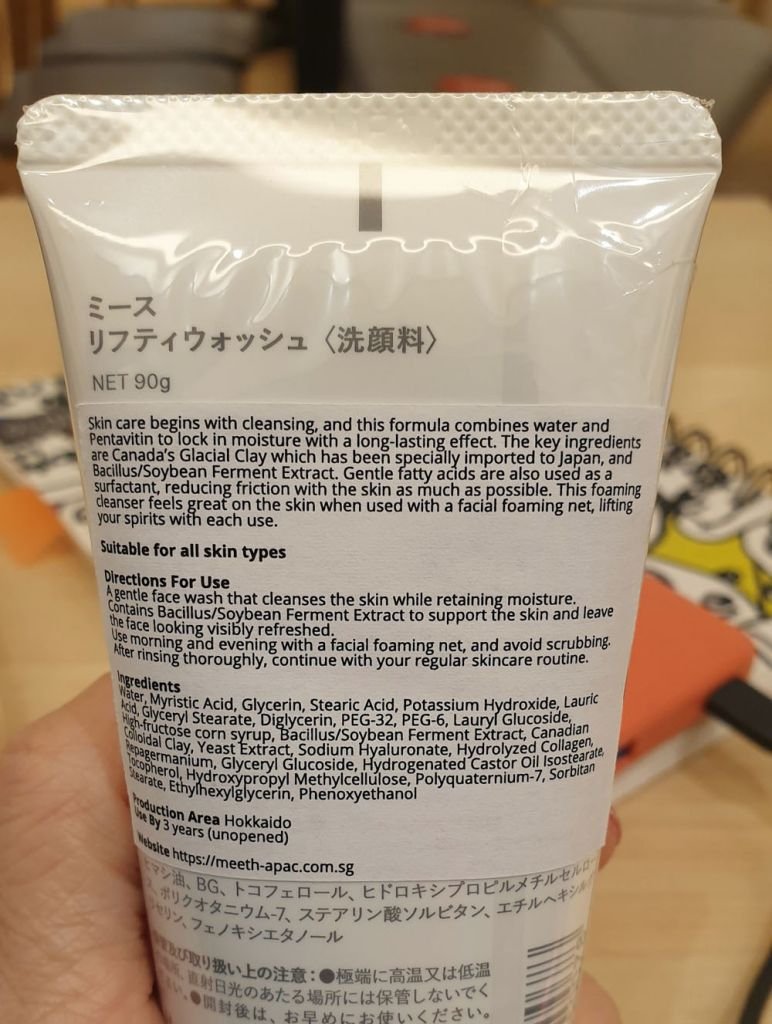 ミース
リフティウォッシュ〈洗顔料〉
NET 90g
Skin care begins with cleansing, and this formula combines water and
Pentavitin to lock in moisture with a long-lasting effect. The key ingredients
are Canada's Glacial Clay which has been specially imported to Japan, and
Bacillus/Soybean Ferment Extract. Gentle fatty acids are also used as a
surfactant, reducing friction with the skin as much as possible. This foaming
cleanser feels great on the skin when used with a facial foaming net, lifting
your spirits with each use.
Suitable for all skin types
Directions For Use
A gentle face wash that cleanses the skin while retaining moisture.
Contains Bacillus/Soybean Ferment Extract to support the skin and leave
the face looking visibly refreshed.
Use morning and evening with a facial foaming net, and avoid scrubbing.
After rinsing thoroughly, continue with your regular skincare routine.
Ingredients
Water, Myristic Acid, Glycerin, Stearic Acid, Potassium Hydroxide, Lauric
Acid, Glyceryl Stearate, Diglycerin, PEG-32, PEG-6, Lauryl Glucoside,
High-fructose corn syrup, Bacillus/Soybean Ferment Extract, Canadian
Colloidal Clay, Yeast Extract, Sodium Hyaluronate, Hydrolyzed Collagen,
Repagermanium, Glyceryl Glucoside, Hydrogenated Castor Oil Isostearate,
Tocopherol, Hydroxypropyl Methylcellulose, Polyquaternium-7, Sorbitan
Stearate, Ethylhexylglycerin, Phenoxyethanol
Production Area Hokkaido
Use By 3 years (unopened)
Website https://meeth-apac.com.sg
ヒマシ油、BG、トコフェロール、ヒドロキシプロピルメチルセルロー
ス、ポリクオタニウム-7、ステアリン酸ソルビタン、エチルヘキシル
セリン、フェノキシエタノール
及び取り扱い上の注意：●極端に高温又は低温
、直射日光のあたる場所には保管しないでく
い。●開封後は、お早めにお使いください。